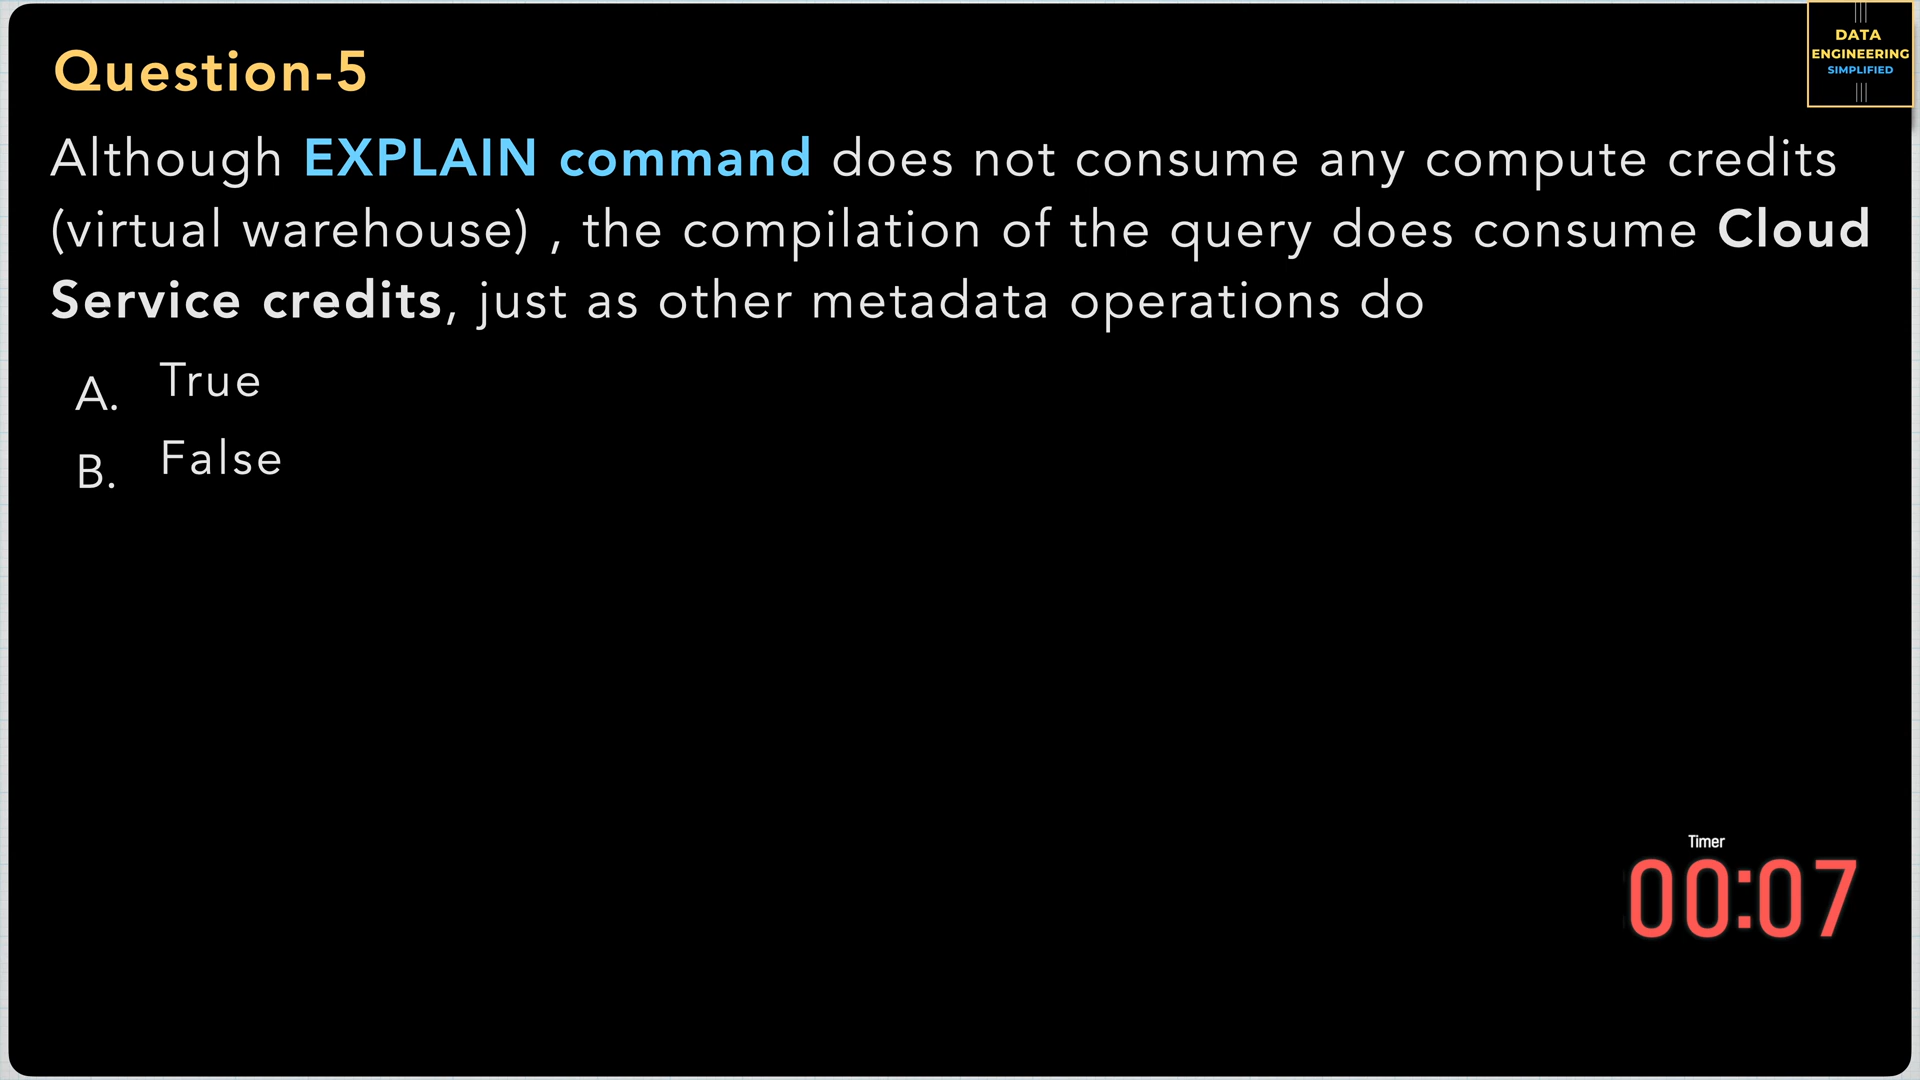 Question-5
DATA
ENGINEERING
SIMPLIFIED
Although EXPLAIN command does not consume any compute credits
(virtual warehouse) , the compilation of the query does consume Cloud
Service credits, just as other metadata operations do
A. True
B. False
Timer
00:07